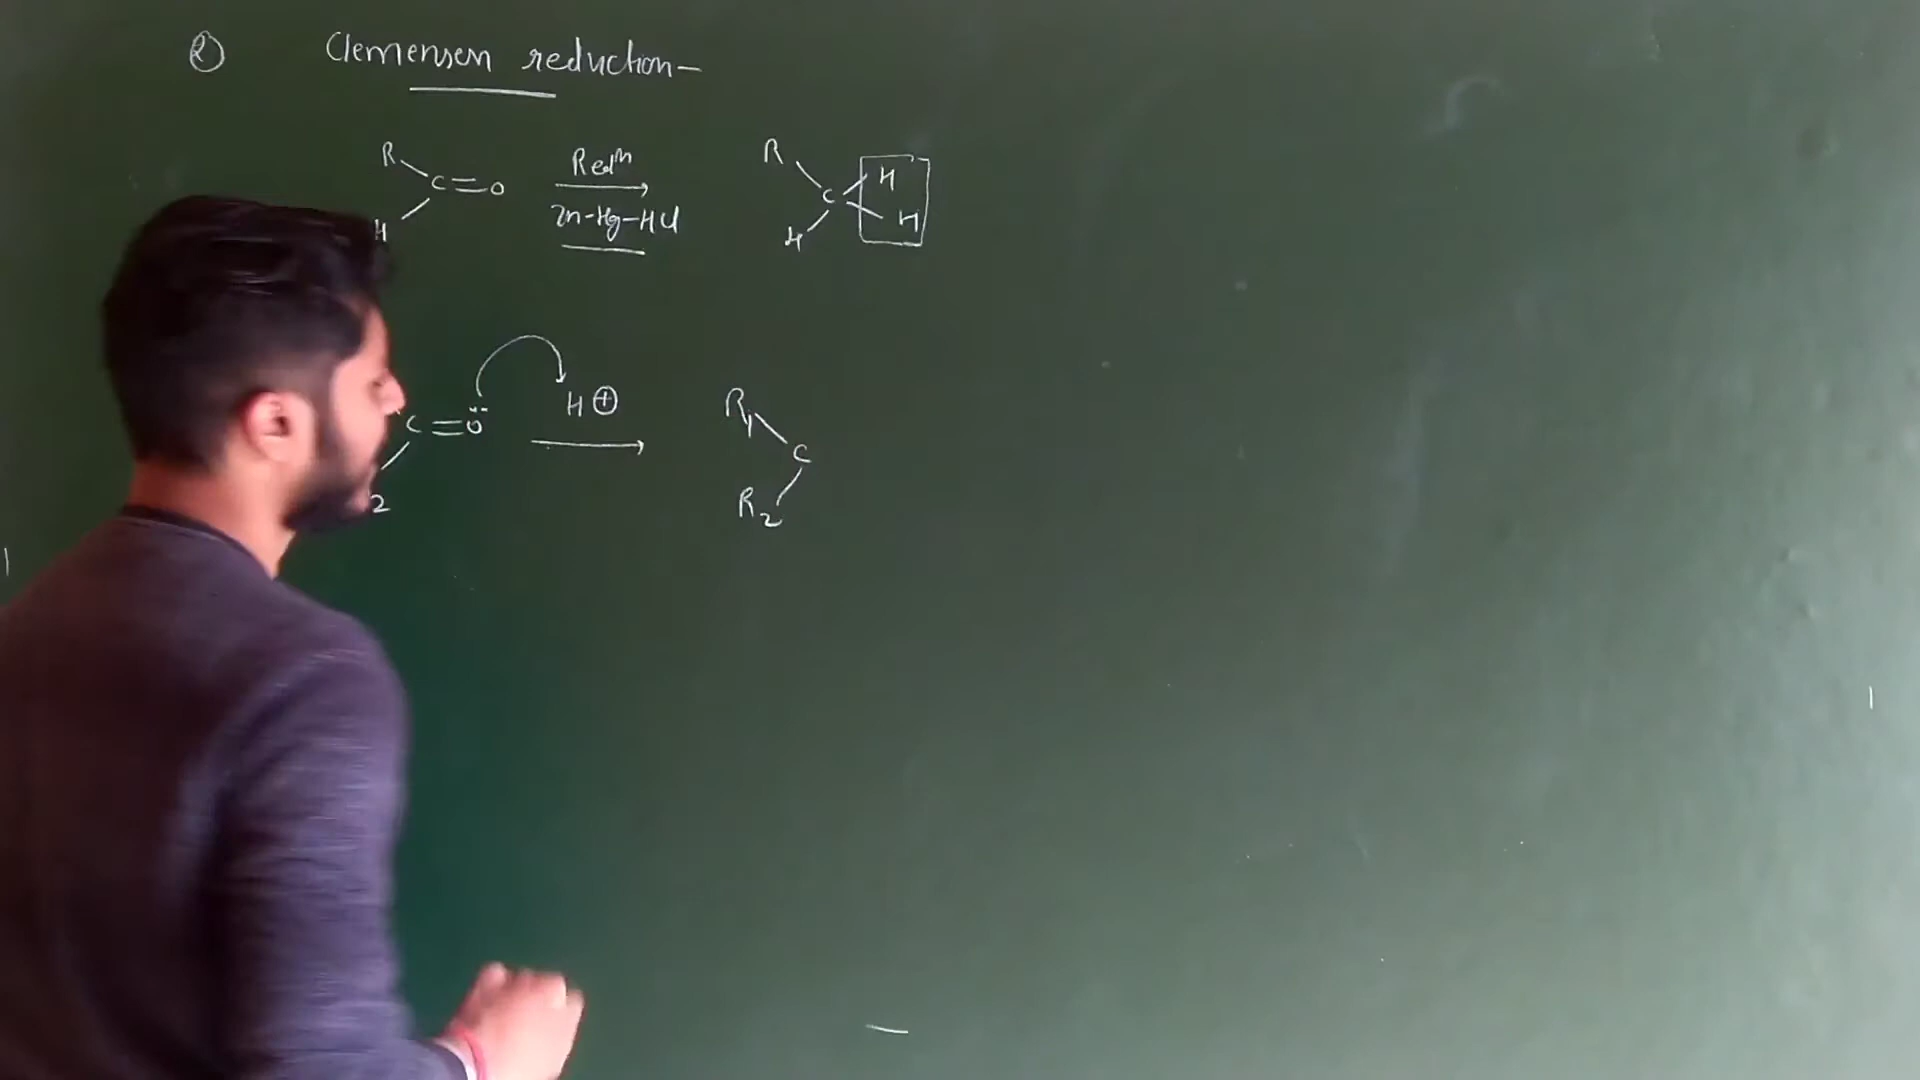 2) Clemensen reduction-
R C=O H Redn Zn-Hg-HCl R C H H H
C=O H⊕ R1 C
2 R2